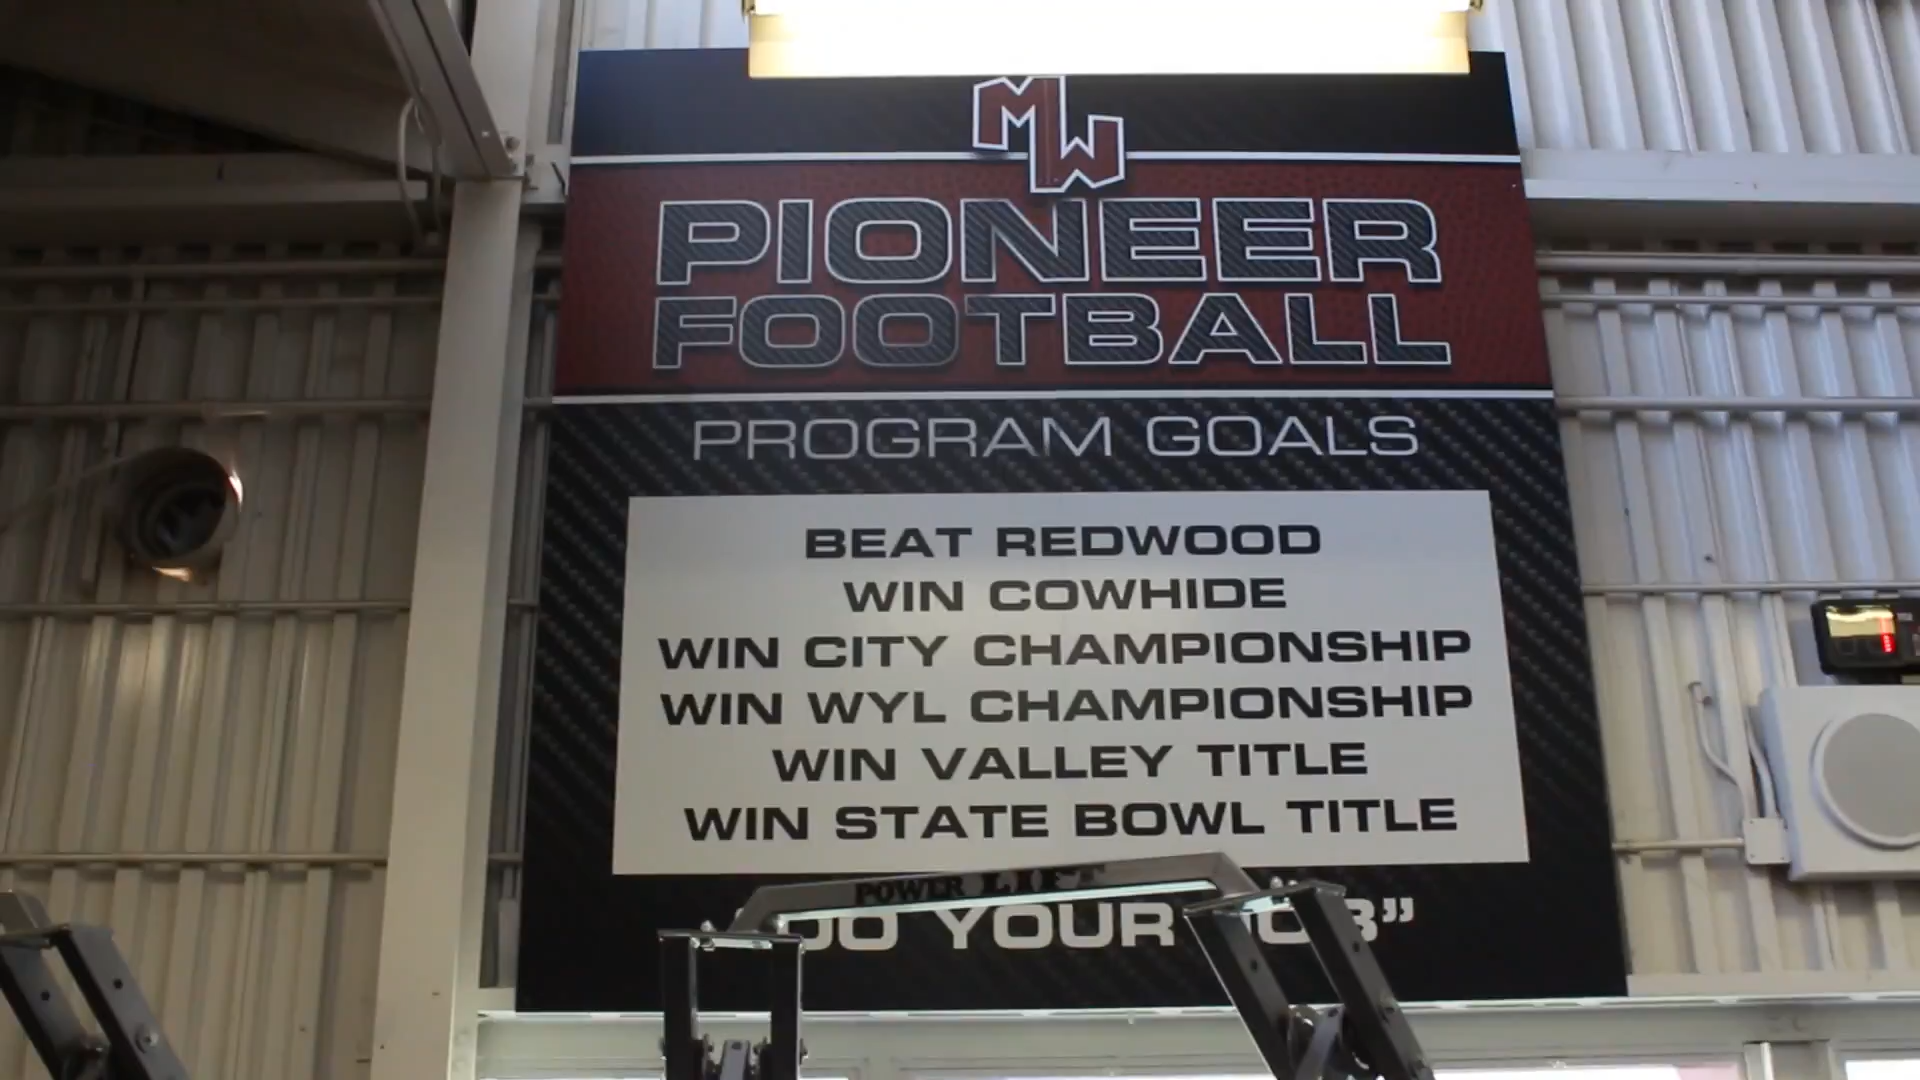 MW
PIONEER
FOOTBALL
PROGRAM GOALS
BEAT REDWOOD
WIN COWHIDE
WIN CITY CHAMPIONSHIP
WIN WYL CHAMPIONSHIP
WIN VALLEY TITLE
WIN STATE BOWL TITLE
POWER LIFT
DO YOUR JOB”